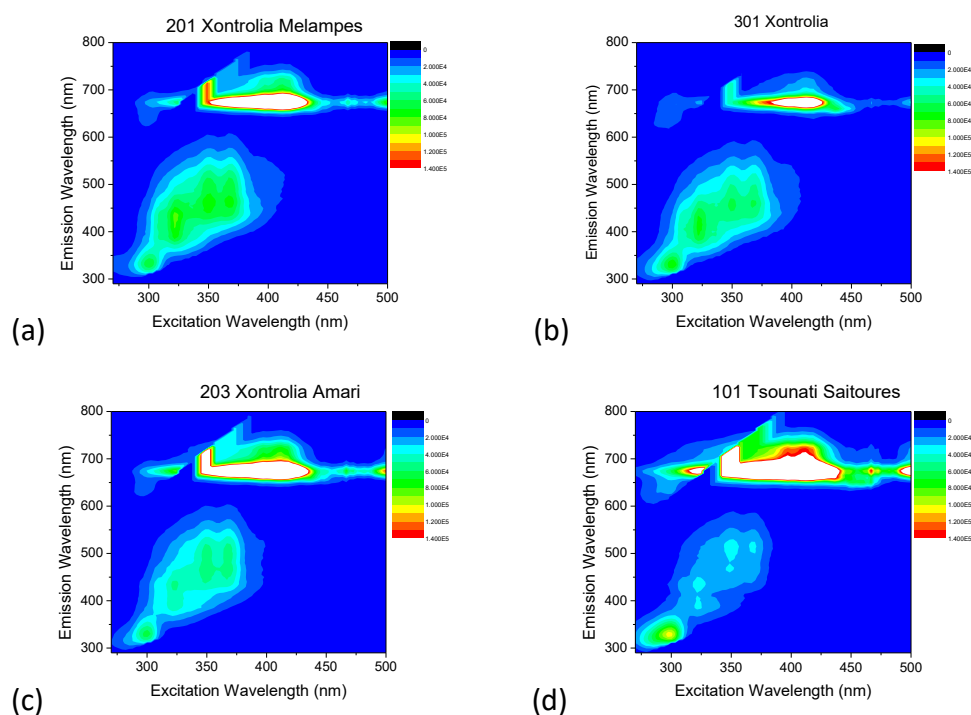 201 Xontrolia Melampes
800
700
600
500
400
300
300 350 400 450 500
Emission Wavelength (nm)
Excitation Wavelength (nm)
0
2.000E4
4.000E4
6.000E4
8.000E4
1.000E5
1.200E5
1.400E5
(a)
301 Xontrolia
800
700
600
500
400
300
300 350 400 450 500
Emission Wavelength (nm)
Excitation Wavelength (nm)
0
2.000E4
4.000E4
6.000E4
8.000E4
1.000E5
1.200E5
1.400E5
(b)
203 Xontrolia Amari
800
700
600
500
400
300
300 350 400 450 500
Emission Wavelength (nm)
Excitation Wavelength (nm)
0
2.000E4
4.000E4
6.000E4
8.000E4
1.000E5
1.200E5
1.400E5
(c)
101 Tsounati Saitoures
800
700
600
500
400
300
300 350 400 450 500
Emission Wavelength (nm)
Excitation Wavelength (nm)
0
2.000E4
4.000E4
6.000E4
8.000E4
1.000E5
1.200E5
1.400E5
(d)